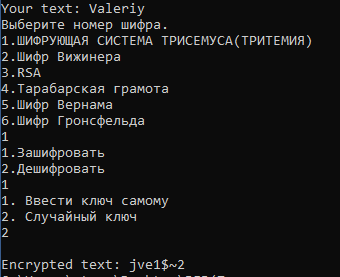 Your text: Valeriy
Выберите номер шифра.
1.ШИФРУЮЩАЯ СИСТЕМА ТРИСЕМУСА(ТРИТЕМИЯ)
2.Шифр Вижинера
3.RSA
4.Тарабарская грамота
5.Шифр Вернама
6.Шифр Гронсфельда
1
1.Зашифровать
2.Дешифровать
1
1. Ввести ключ самому
2. Случайный ключ
2
Encrypted text: jve1$~2